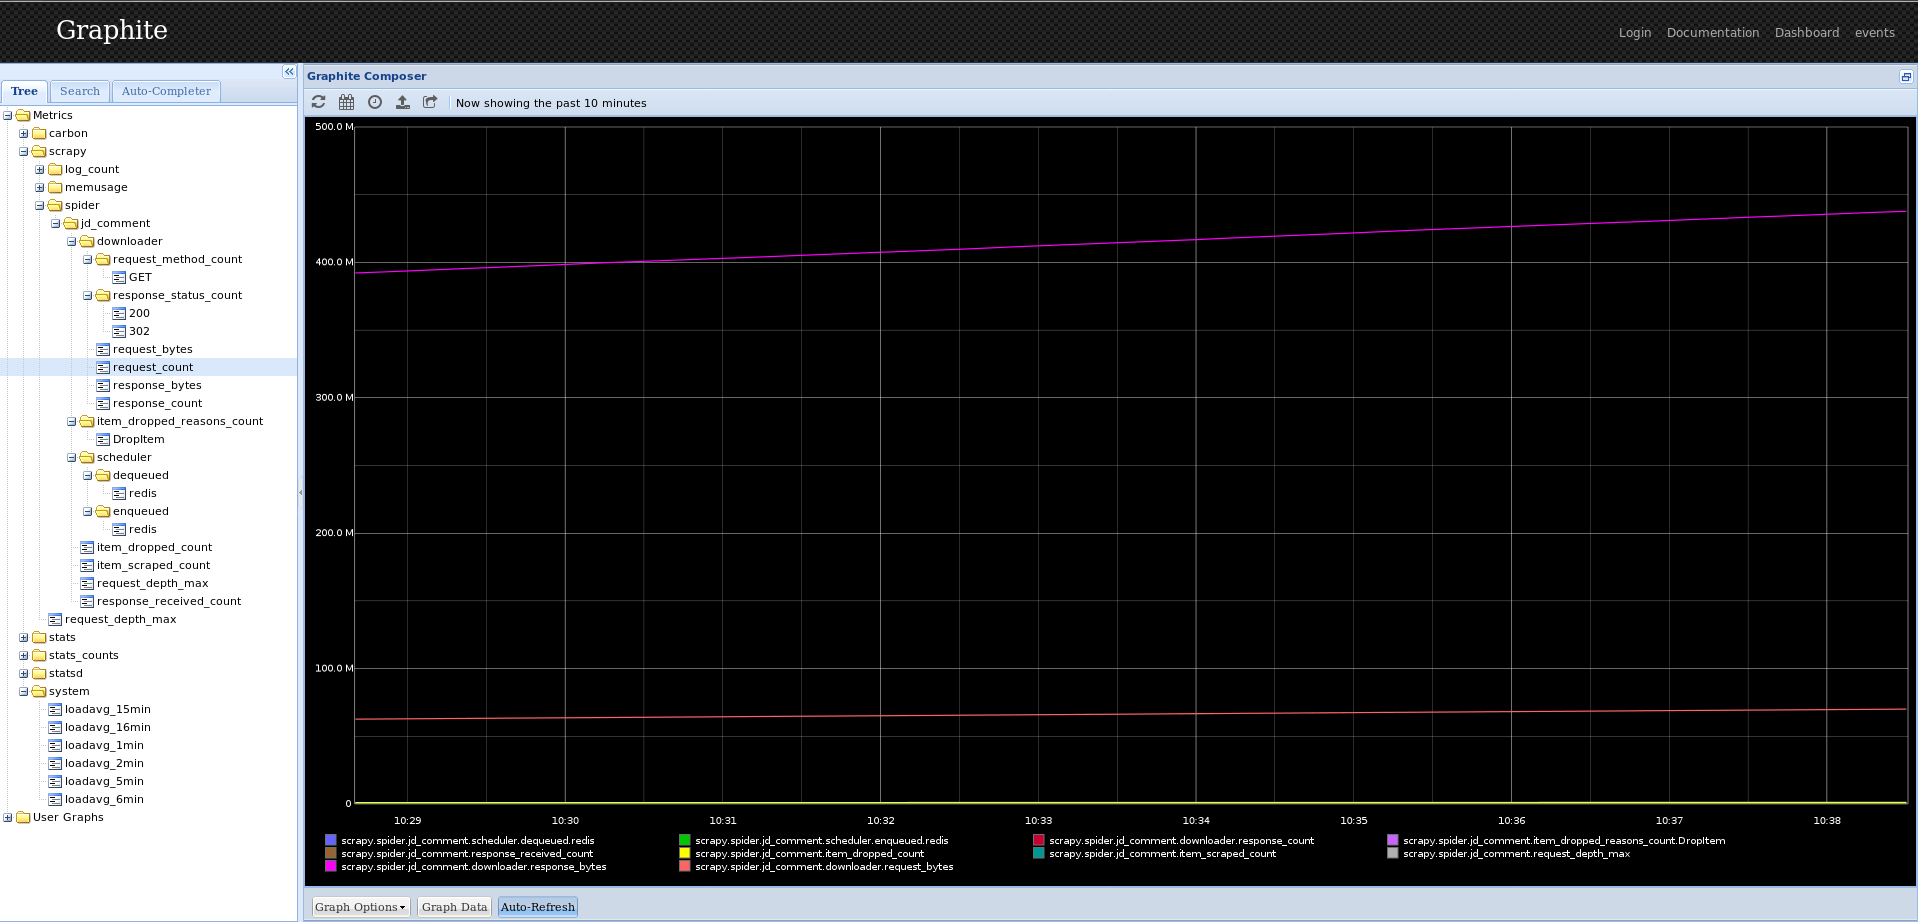 Graphite
Login Documentation Dashboard events
Tree Search Auto-Completer
Metrics
carbon
scrapy
log_count
memusage
spider
jd_comment
downloader
request_method_count
GET
response_status_count
200
302
request_bytes
request_count
response_bytes
response_count
item_dropped_reasons_count
DropItem
scheduler
dequeued
redis
enqueued
redis
item_dropped_count
item_scraped_count
request_depth_max
response_received_count
request_depth_max
stats
stats_counts
statsd
system
loadavg_15min
loadavg_16min
loadavg_1min
loadavg_2min
loadavg_5min
loadavg_6min
User Graphs
Graphite Composer
Now showing the past 10 minutes
500.0 M
400.0 M
300.0 M
200.0 M
100.0 M
0
10:29 10:30 10:31 10:32 10:33 10:34 10:35 10:36 10:37 10:38
scrapy.spider.jd_comment.scheduler.dequeued.redis scrapy.spider.jd_comment.scheduler.enqueued.redis scrapy.spider.jd_comment.downloader.response_count scrapy.spider.jd_comment.item_dropped_reasons_count.DropItem
scrapy.spider.jd_comment.response_received_count scrapy.spider.jd_comment.item_dropped_count scrapy.spider.jd_comment.item_scraped_count scrapy.spider.jd_comment.request_depth_max
scrapy.spider.jd_comment.downloader.response_bytes scrapy.spider.jd_comment.downloader.request_bytes
Graph Options Graph Data Auto-Refresh